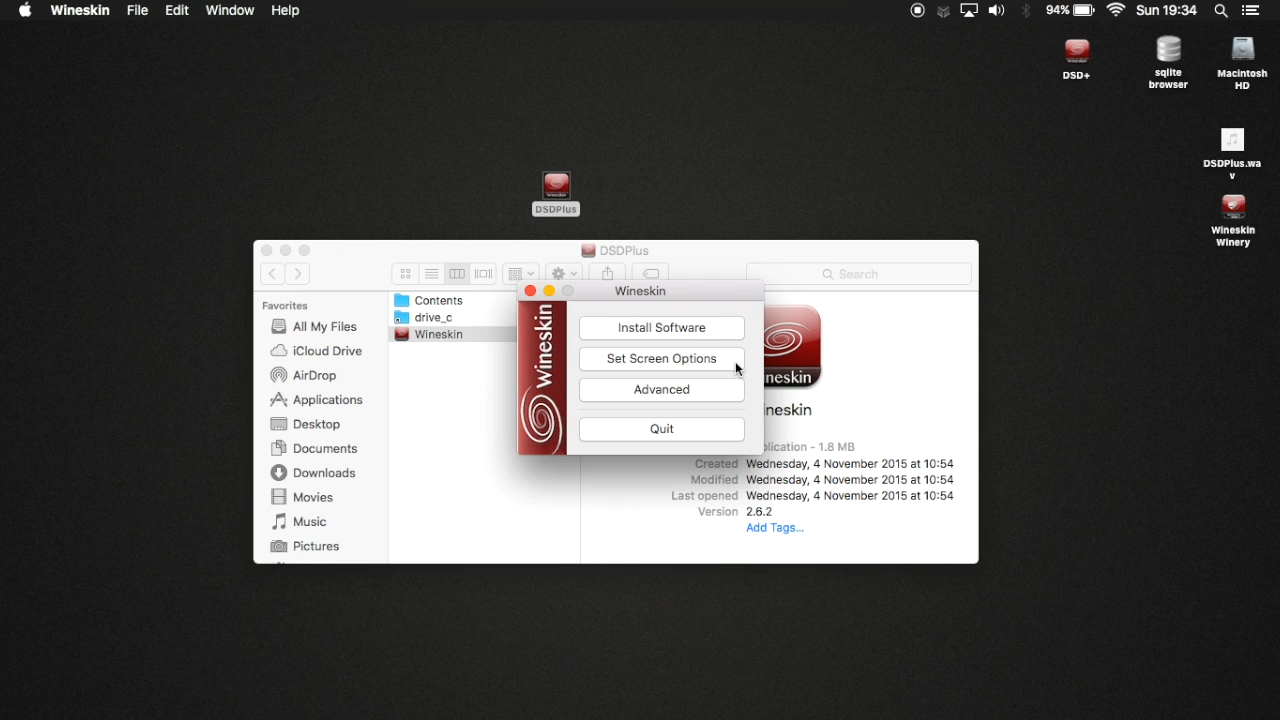 Wineskin File Edit Window Help 94% Sun 19:34
DSD+
sqlite
browser
Macintosh
HD
DSDPlus.wa
v
Wineskin
Winery
DSDPlus
DSDPlus
Search
Favorites
All My Files
iCloud Drive
AirDrop
Applications
Desktop
Documents
Downloads
Movies
Music
Pictures
Contents
drive_c
Wineskin
Wineskin
Wineskin
Install Software
Set Screen Options
Advanced
Quit
neskin
ineskin
plication - 1.8 MB
Created Wednesday, 4 November 2015 at 10:54
Modified Wednesday, 4 November 2015 at 10:54
Last opened Wednesday, 4 November 2015 at 10:54
Version 2.6.2
Add Tags...